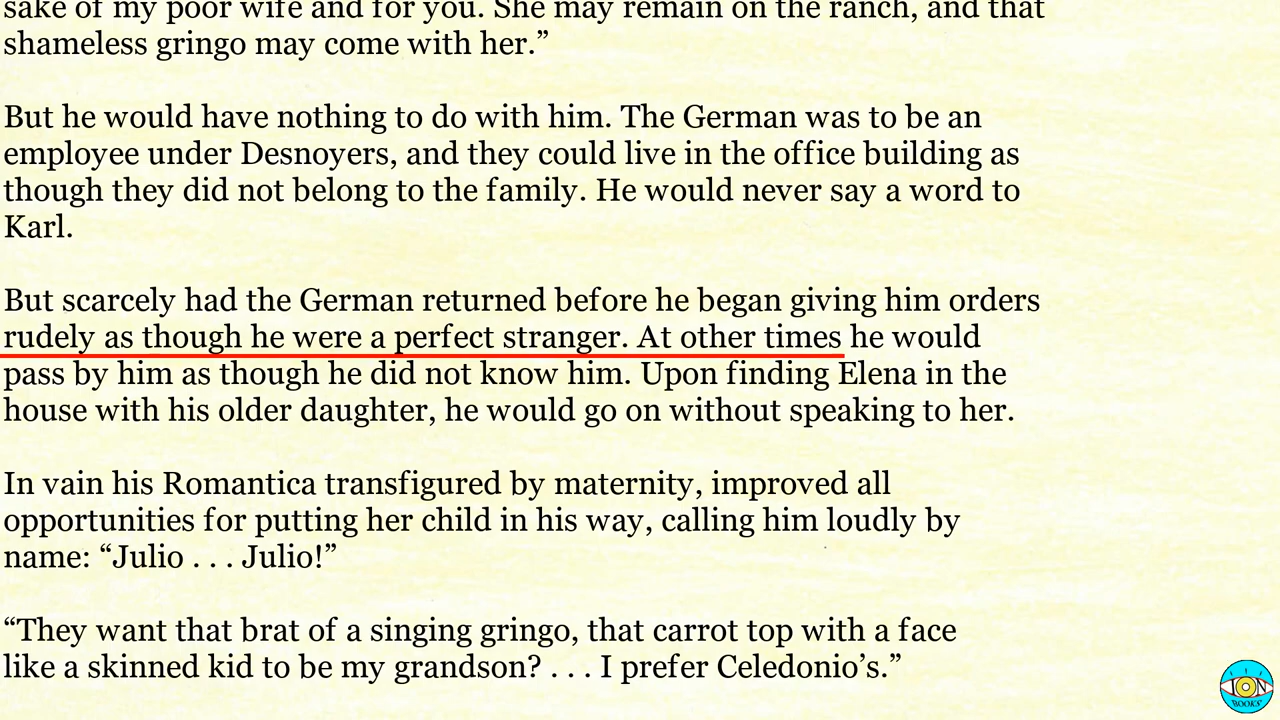 sake of my poor wife and for you. She may remain on the ranch, and that
shameless gringo may come with her.”
But he would have nothing to do with him. The German was to be an
employee under Desnoyers, and they could live in the office building as
though they did not belong to the family. He would never say a word to
Karl.
But scarcely had the German returned before he began giving him orders
rudely as though he were a perfect stranger. At other times he would
pass by him as though he did not know him. Upon finding Elena in the
house with his older daughter, he would go on without speaking to her.
In vain his Romantica transfigured by maternity, improved all
opportunities for putting her child in his way, calling him loudly by
name: “Julio . . . Julio!”
“They want that brat of a singing gringo, that carrot top with a face
like a skinned kid to be my grandson? . . . I prefer Celedonio’s.”
ION
BOOKS